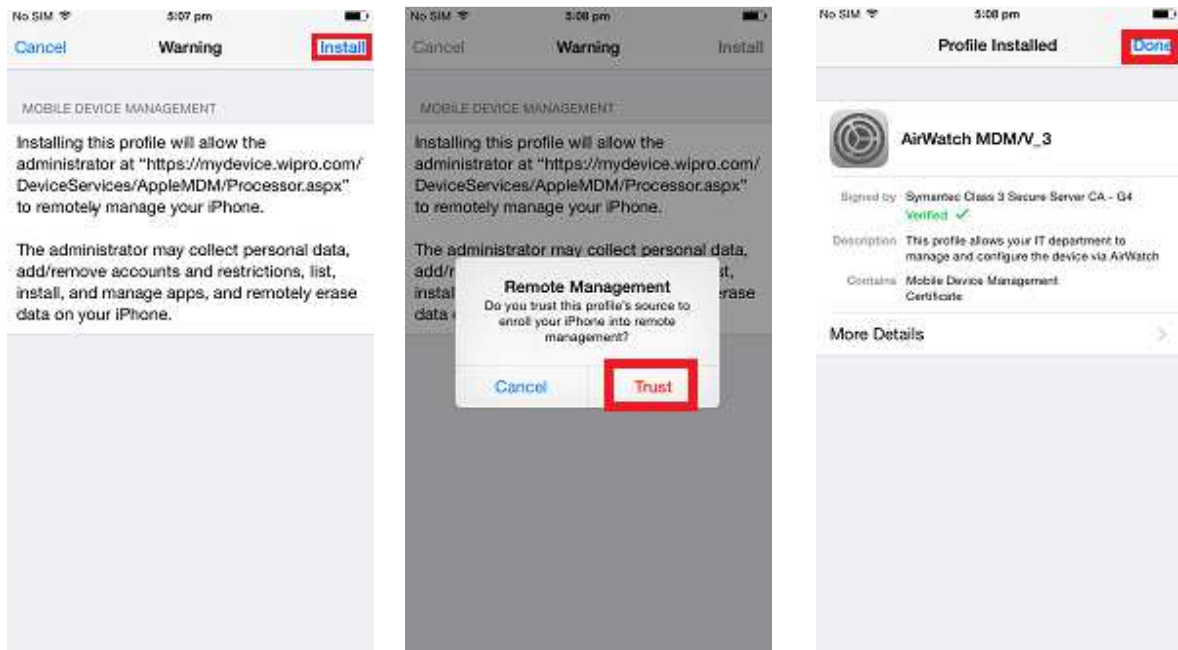 No SIM 5:07 pm
Cancel Warning Install
MOBILE DEVICE MANAGEMENT
Installing this profile will allow the
administrator at “https://mydevice.wipro.com/
DeviceServices/AppleMDM/Processor.aspx”
to remotely manage your iPhone.
The administrator may collect personal data,
add/remove accounts and restrictions, list,
install, and manage apps, and remotely erase
data on your iPhone.
No SIM 5:08 pm
Cancel Warning Install
MOBILE DEVICE MANAGEMENT
Installing this profile will allow the
administrator at “https://mydevice.wipro.com/
DeviceServices/AppleMDM/Processor.aspx”
to remotely manage your iPhone.
The administrator may collect personal data,
add/r st,
instal erase
data
Remote Management
Do you trust this profile's source to
enroll your iPhone into remote
management?
Cancel Trust
No SIM 5:08 pm
Profile Installed Done
AirWatch MDM/V_3
Signed by Symantec Class 3 Secure Server CA - G4
Verified ✓
Description This profile allows your IT department to
manage and configure the device via AirWatch
Contains Mobile Device Management
Certificate
More Details